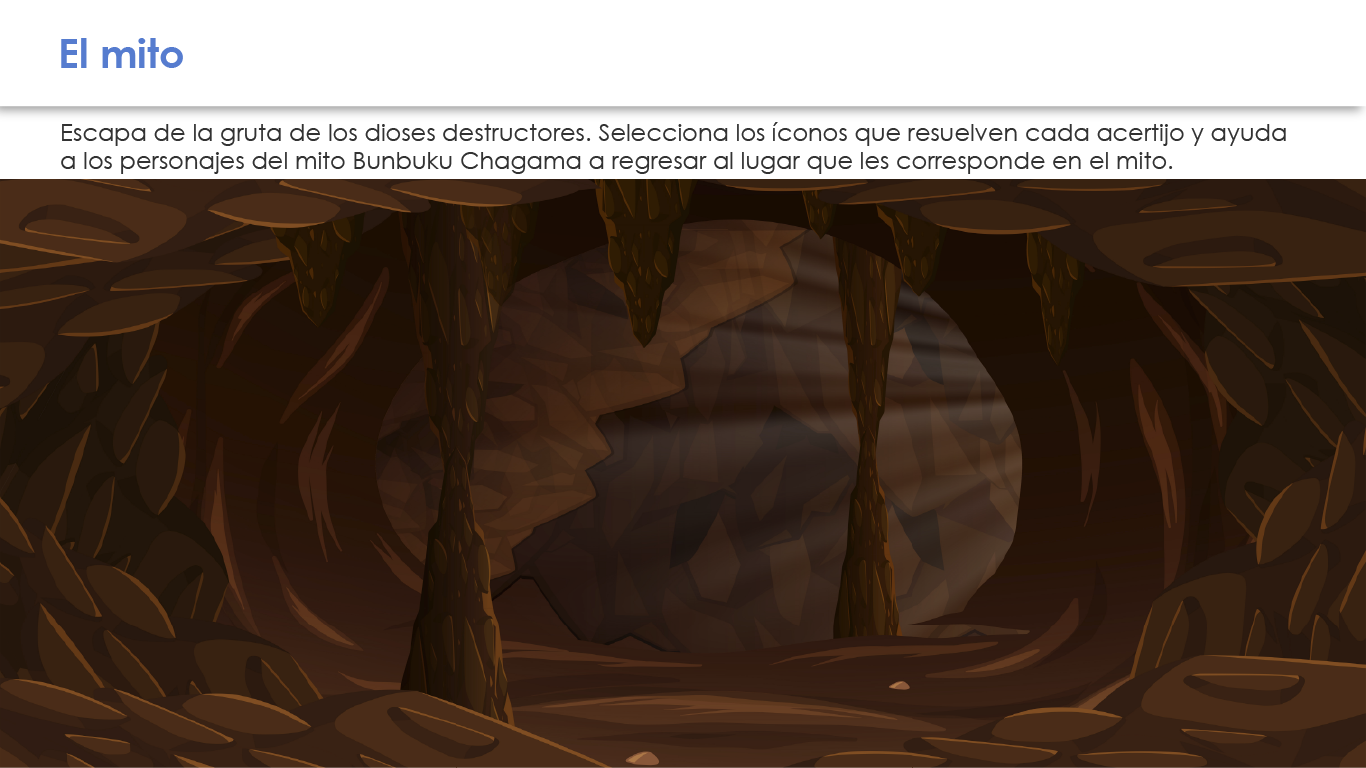 El mito
Escapa de la gruta de los dioses destructores. Selecciona los íconos que resuelven cada acertijo y ayuda
a los personajes del mito Bunbuku Chagama a regresar al lugar que les corresponde en el mito.